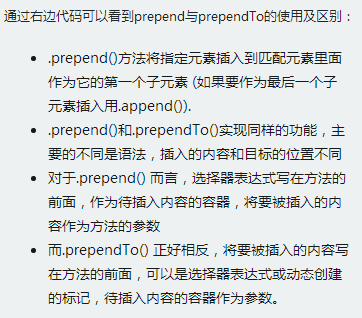 通过右边代码可以看到prepend与prependTo的使用及区别：
.prepend()方法将指定元素插入到匹配元素里面
作为它的第一个子元素 (如果要作为最后一个子
元素插入用.append()).
.prepend()和.prependTo()实现同样的功能，主
要的不同是语法，插入的内容和目标的位置不同
对于.prepend() 而言，选择器表达式写在方法的
前面，作为待插入内容的容器，将要被插入的内
容作为方法的参数
而.prependTo() 正好相反，将要被插入的内容写
在方法的前面，可以是选择器表达式或动态创建
的标记，待插入内容的容器作为参数。